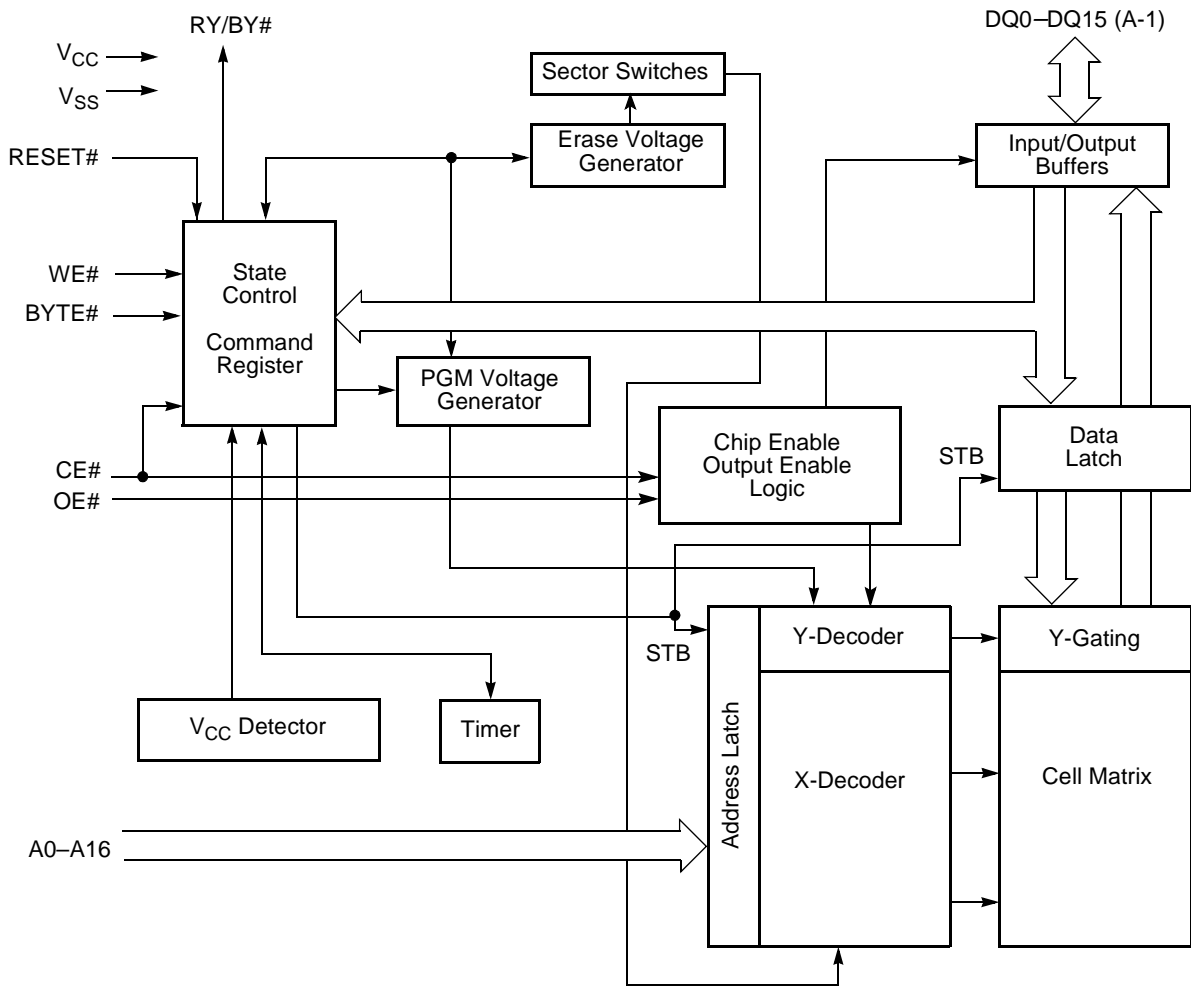 RY/BY#
DQ0–DQ15 (A-1)
VCC
VSS
Sector Switches
Erase Voltage
Generator
Input/Output
Buffers
RESET#
WE#
BYTE#
State
Control
Command
Register
PGM Voltage
Generator
Chip Enable
Output Enable
Logic
STB
Data
Latch
CE#
OE#
STB
Y-Decoder
Y-Gating
VCC Detector
Timer
Address Latch
X-Decoder
Cell Matrix
A0–A16